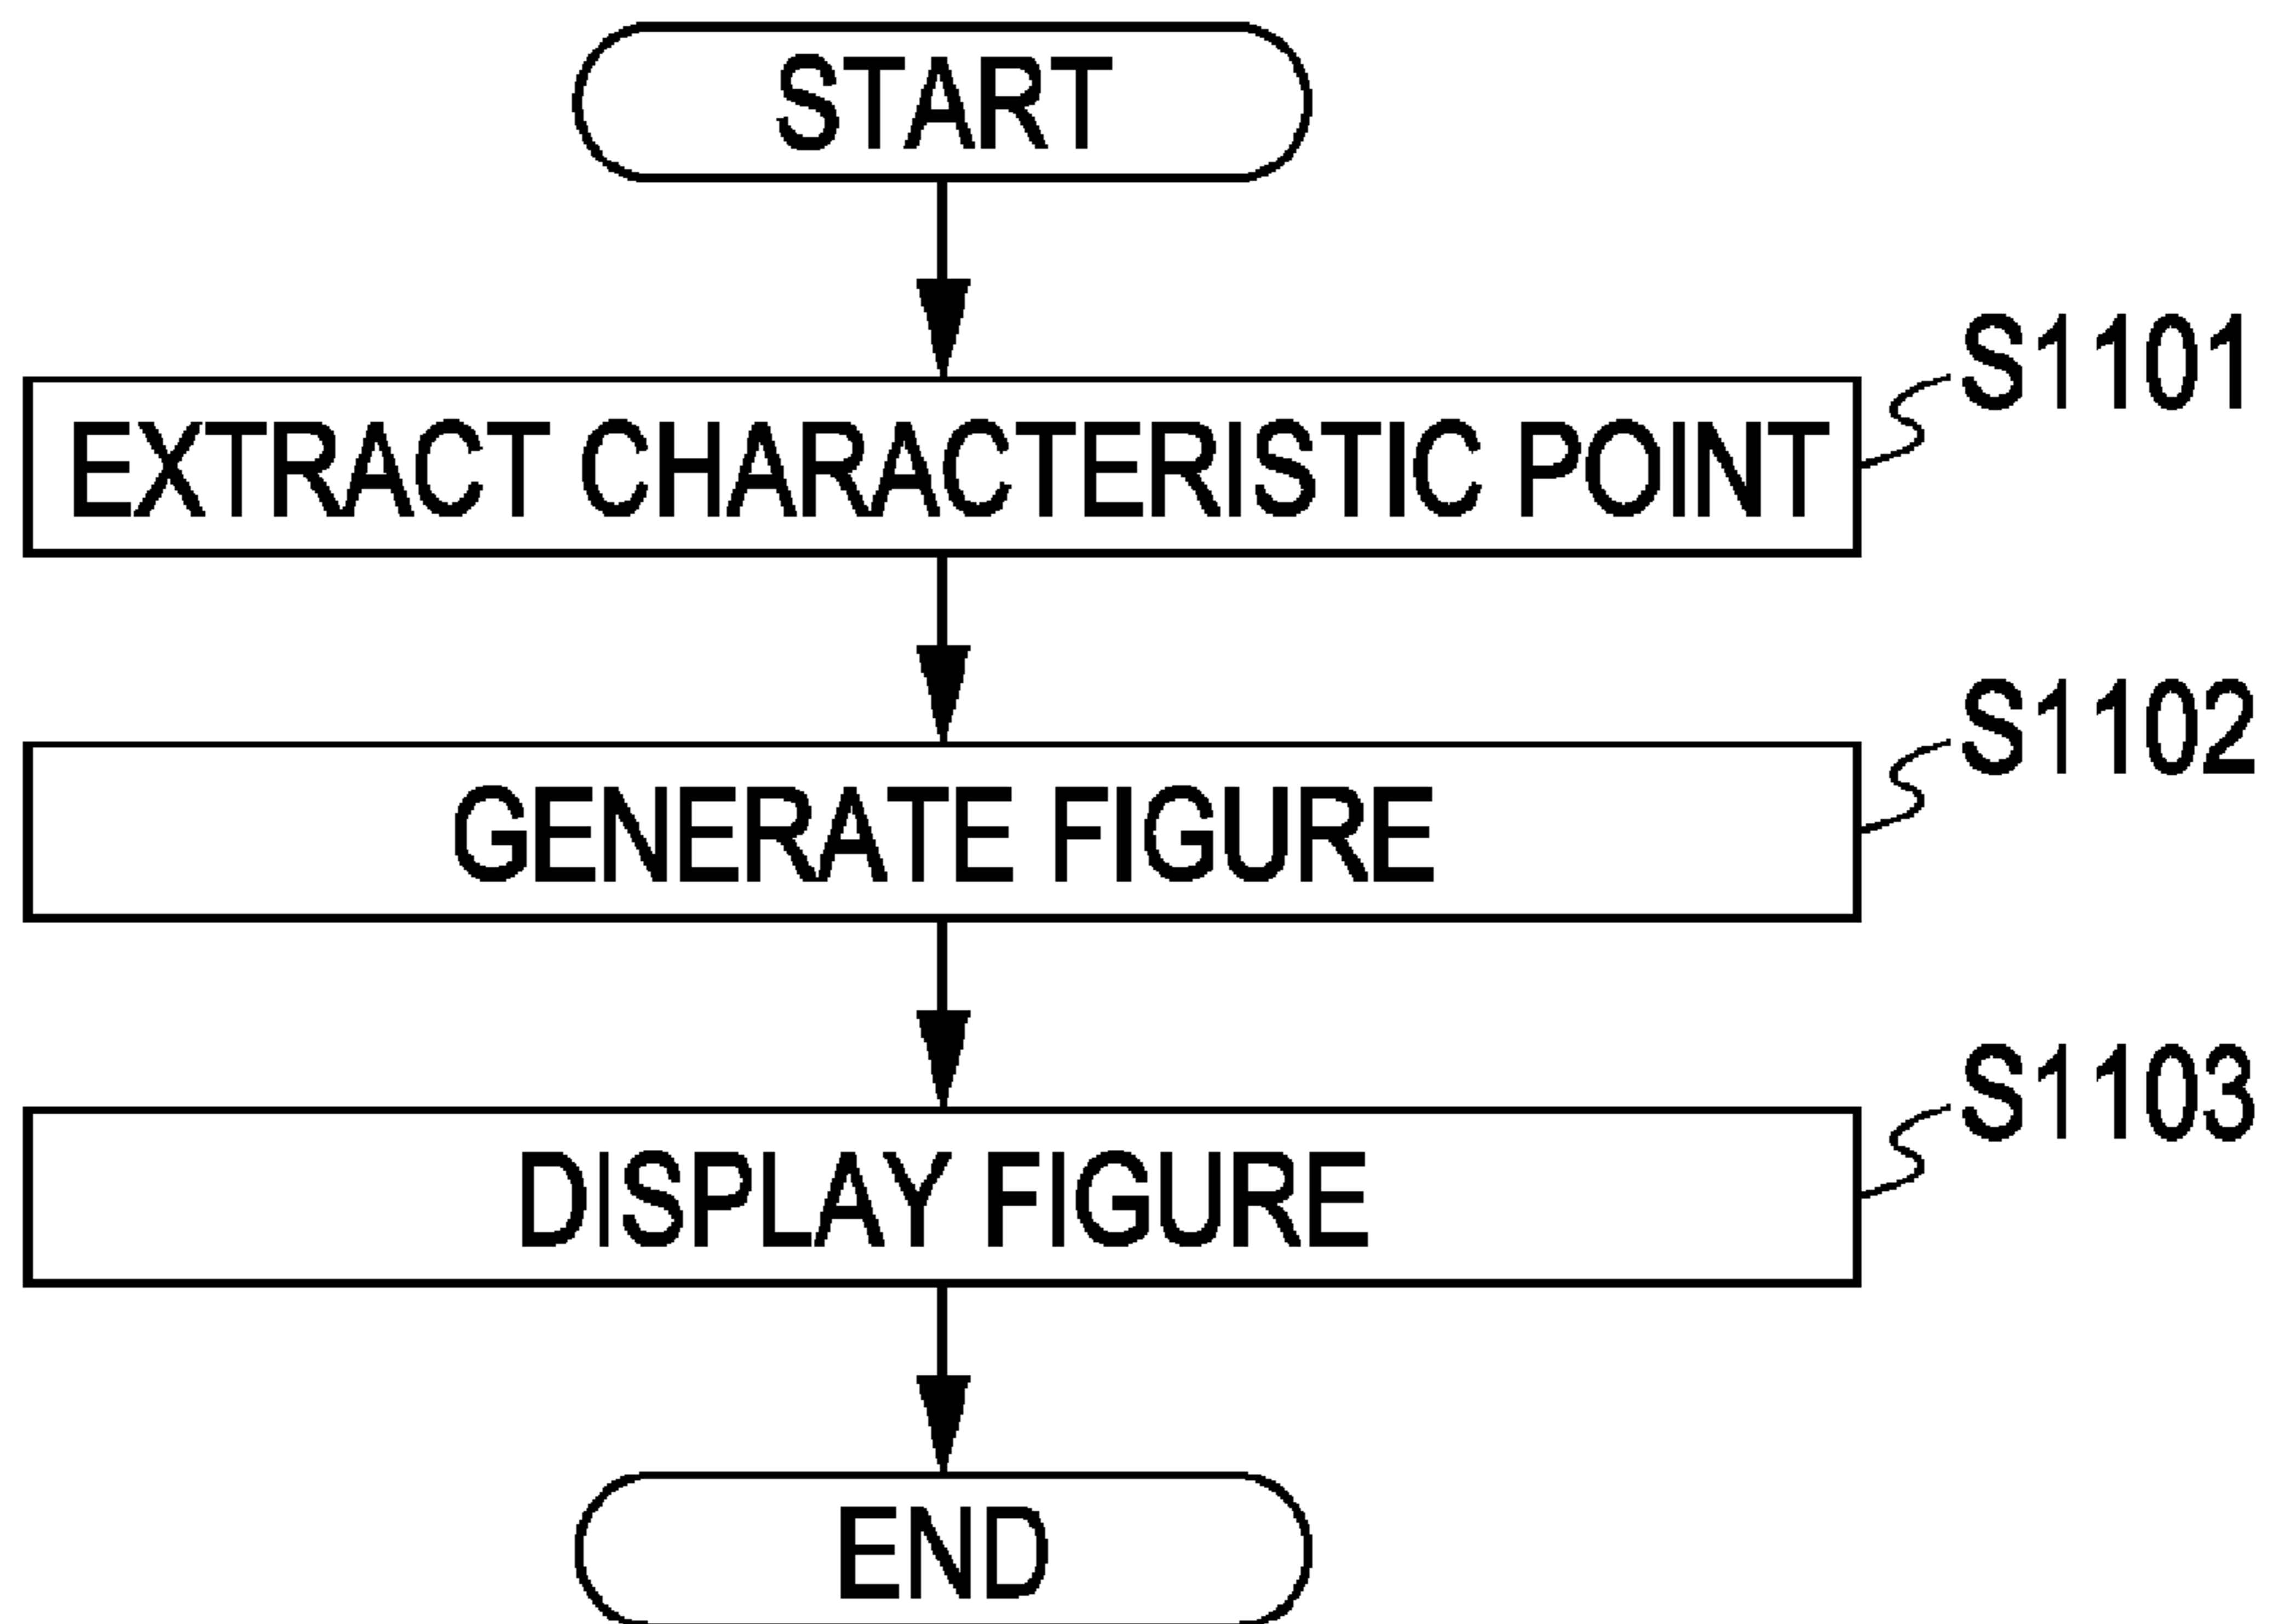 START
S1101
EXTRACT CHARACTERISTIC POINT
S1102
GENERATE FIGURE
S1103
DISPLAY FIGURE
END